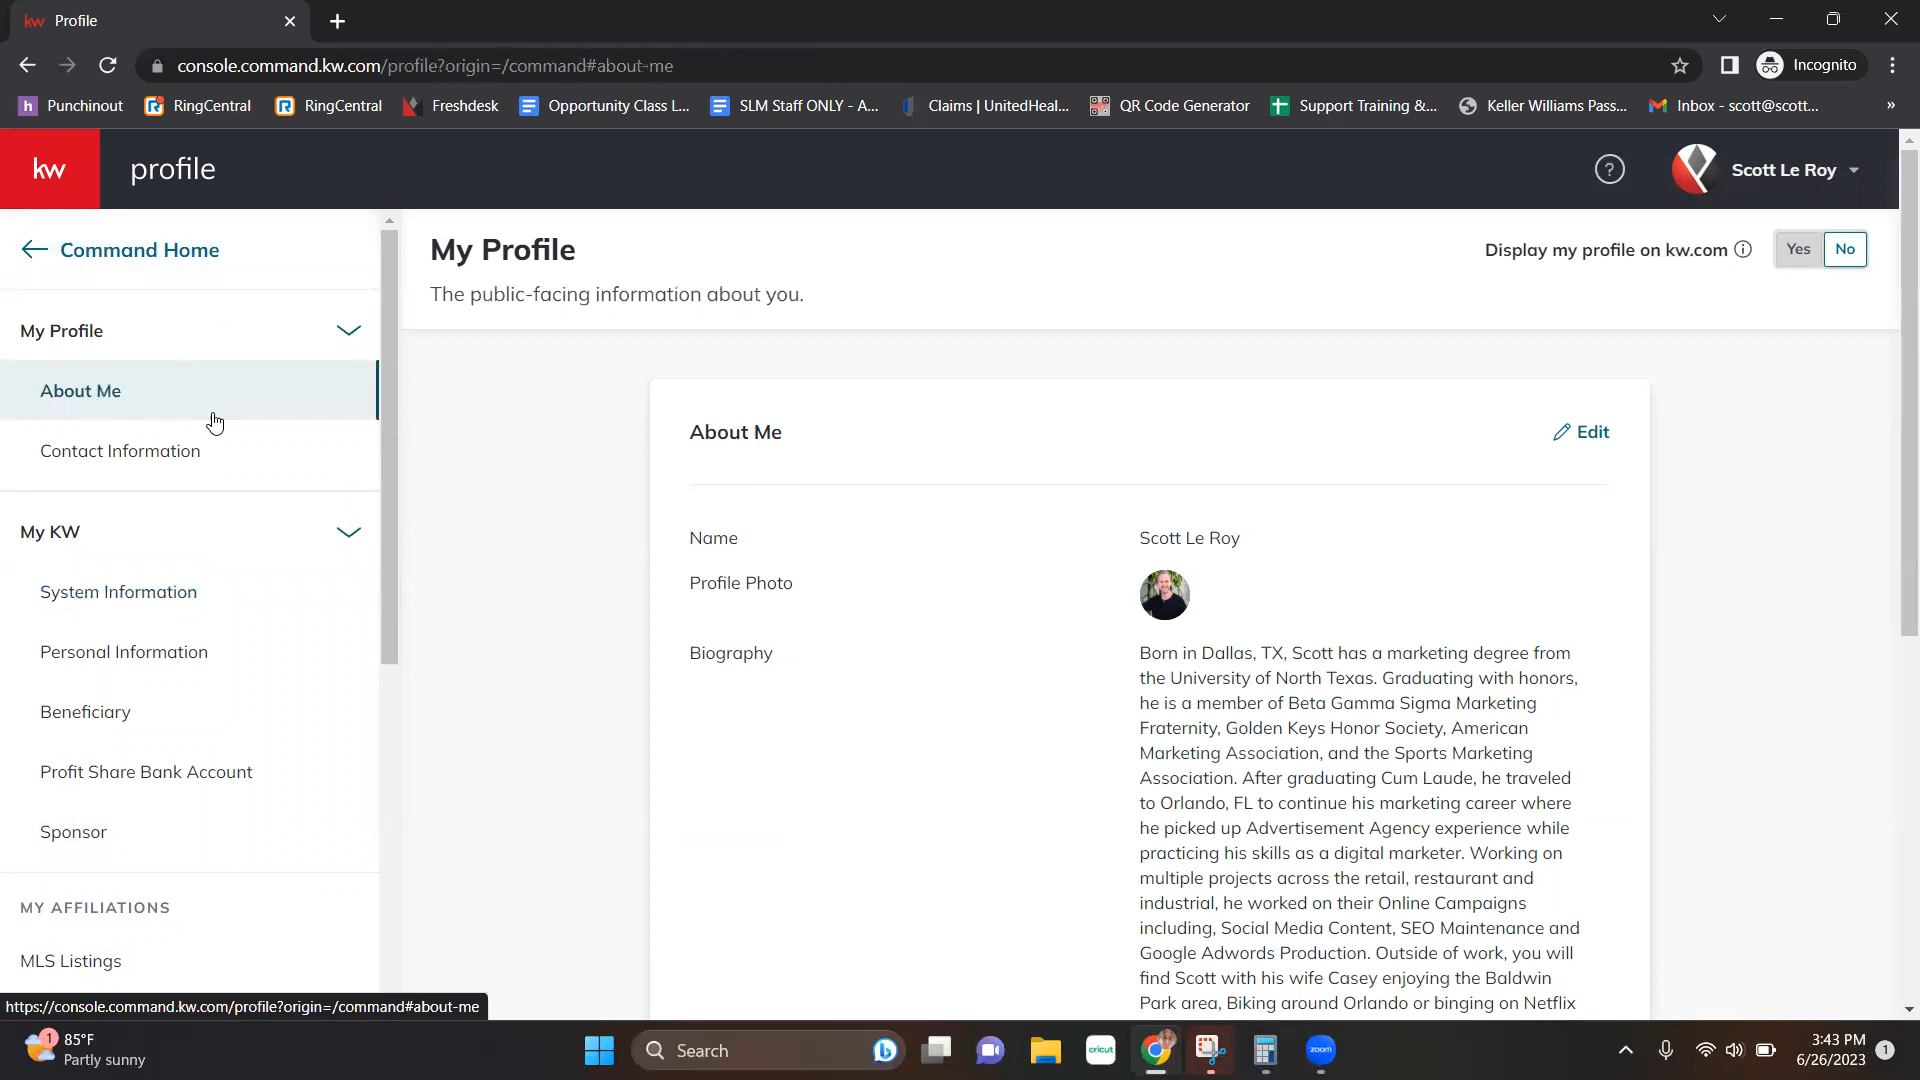 kw Profile
console.command.kw.com/profile?origin=/command#about-me
Incognito
Punchinout RingCentral RingCentral Freshdesk Opportunity Class L... SLM Staff ONLY - A... Claims | UnitedHeal... QR Code Generator Support Training &... Keller Williams Pass... Inbox - scott@scott... »
kw profile ? Scott Le Roy
Command Home
My Profile
About Me
Contact Information
My KW
System Information
Personal Information
Beneficiary
Profit Share Bank Account
Sponsor
MY AFFILIATIONS
MLS Listings
https://console.command.kw.com/profile?origin=/command#about-me
My Profile
The public-facing information about you.
Display my profile on kw.com Yes No
About Me
Edit
Name
Scott Le Roy
Profile Photo
Biography
Born in Dallas, TX, Scott has a marketing degree from
the University of North Texas. Graduating with honors,
he is a member of Beta Gamma Sigma Marketing
Fraternity, Golden Keys Honor Society, American
Marketing Association, and the Sports Marketing
Association. After graduating Cum Laude, he traveled
to Orlando, FL to continue his marketing career where
he picked up Advertisement Agency experience while
practicing his skills as a digital marketer. Working on
multiple projects across the retail, restaurant and
industrial, he worked on their Online Campaigns
including, Social Media Content, SEO Maintenance and
Google Adwords Production. Outside of work, you will
find Scott with his wife Casey enjoying the Baldwin
Park area, Biking around Orlando or binging on Netflix
1
85°F
Partly sunny
Search
cricut
zoom
3:43 PM
6/26/2023
1